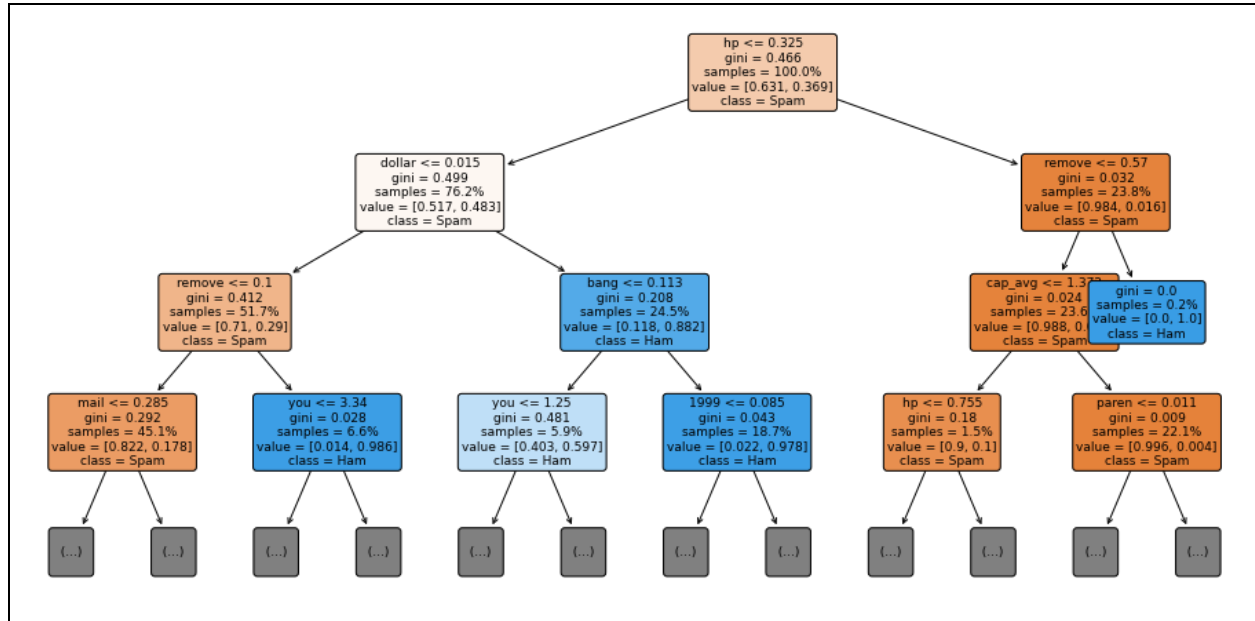 hp <= 0.325
gini = 0.466
samples = 100.0%
value = [0.631, 0.369]
class = Spam
dollar <= 0.015
gini = 0.499
samples = 76.2%
value = [0.517, 0.483]
class = Spam
remove <= 0.57
gini = 0.032
samples = 23.8%
value = [0.984, 0.016]
class = Spam
remove <= 0.1
gini = 0.412
samples = 51.7%
value = [0.71, 0.29]
class = Spam
bang <= 0.113
gini = 0.208
samples = 24.5%
value = [0.118, 0.882]
class = Ham
cap_avg <=
gini = 0.024
samples =
value = [0.988,
class = Spam
gini = 0.0
samples = 0.2%
value = [0.0, 1.0]
class = Ham
mail <= 0.285
gini = 0.292
samples = 45.1%
value = [0.822, 0.178]
class = Spam
you <= 3.34
gini = 0.028
samples = 6.6%
value = [0.014, 0.986]
class = Ham
you <= 1.25
gini = 0.481
samples = 5.9%
value = [0.403, 0.597]
class = Ham
1999 <= 0.085
gini = 0.043
samples = 18.7%
value = [0.022, 0.978]
class = Ham
hp <= 0.755
gini = 0.18
samples = 1.5%
value = [0.9, 0.1]
class = Spam
paren <= 0.011
gini = 0.009
samples = 22.1%
value = [0.996, 0.004]
class = Spam
(...)
(...)
(...)
(...)
(...)
(...)
(...)
(...)
(...)
(...)
(...)
(...)